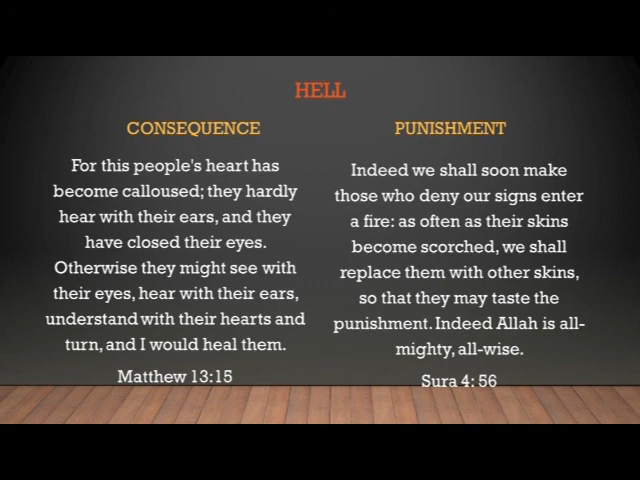 HELL
CONSEQUENCE
For this people's heart has
become calloused; they hardly
hear with their ears, and they
have closed their eyes.
Otherwise they might see with
their eyes, hear with their ears,
understand with their hearts and
turn, and I would heal them.
Matthew 13:15
PUNISHMENT
Indeed we shall soon make
those who deny our signs enter
a fire: as often as their skins
become scorched, we shall
replace them with other skins,
so that they may taste the
punishment. Indeed Allah is all-
mighty, all-wise.
Sura 4: 56